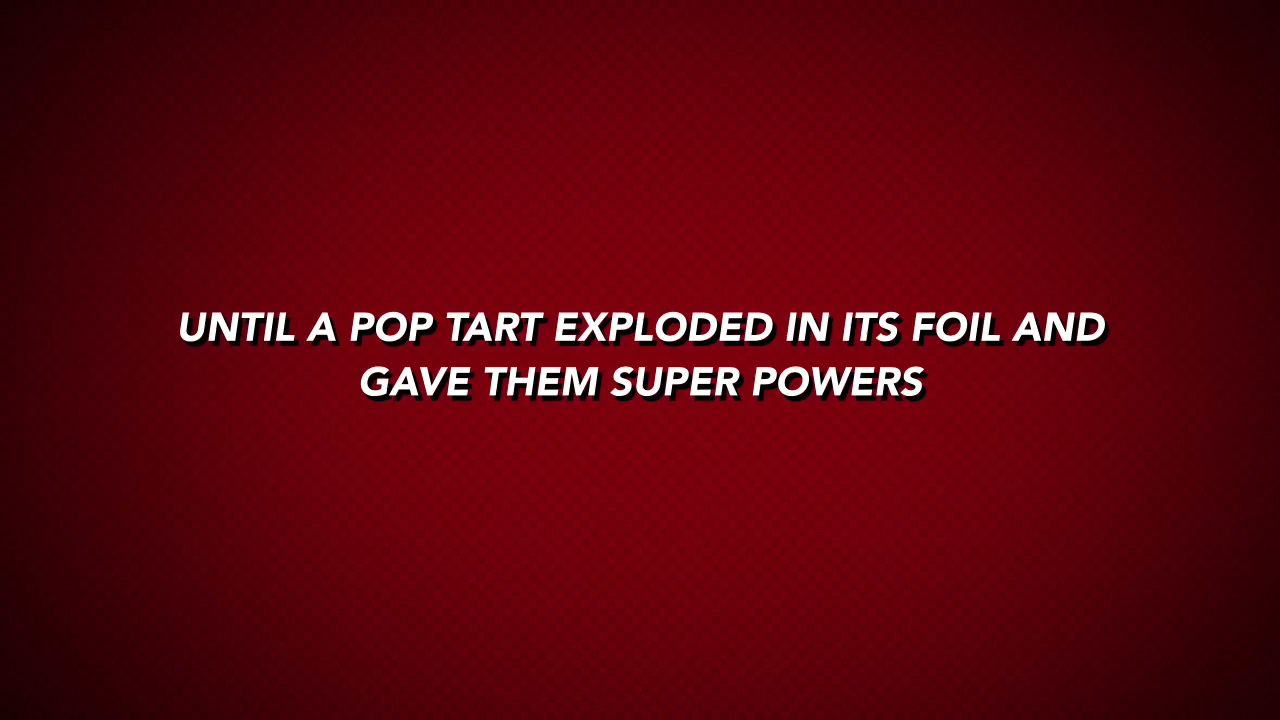 UNTIL A POP TART EXPLODED IN ITS FOIL AND
GAVE THEM SUPER POWERS